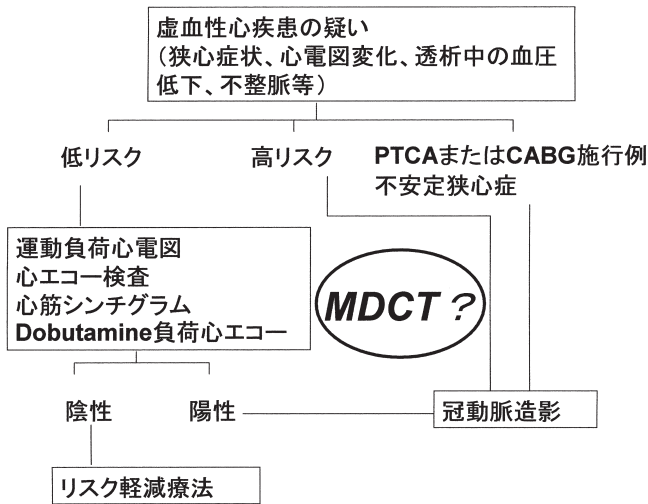 虚血性心疾患の疑い
（狭心症状、心電図変化、透析中の血圧
低下、不整脈等）
低リスク
高リスク
PTCAまたはCABG施行例
不安定狭心症
運動負荷心電図
心エコー検査
心筋シンチグラム
Dobutamine負荷心エコー
MDCT？
陰性
陽性
冠動脈造影
リスク軽減療法